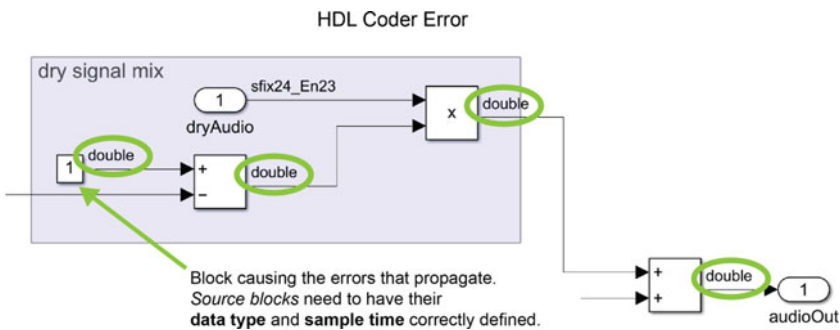 HDL Coder Error
dry signal mix
sfix24_En23
1
dryAudio
x
double
1
double
+
−
double
Block causing the errors that propagate.
Source blocks need to have their
data type and sample time correctly defined.
+
+
double
1
audioOut